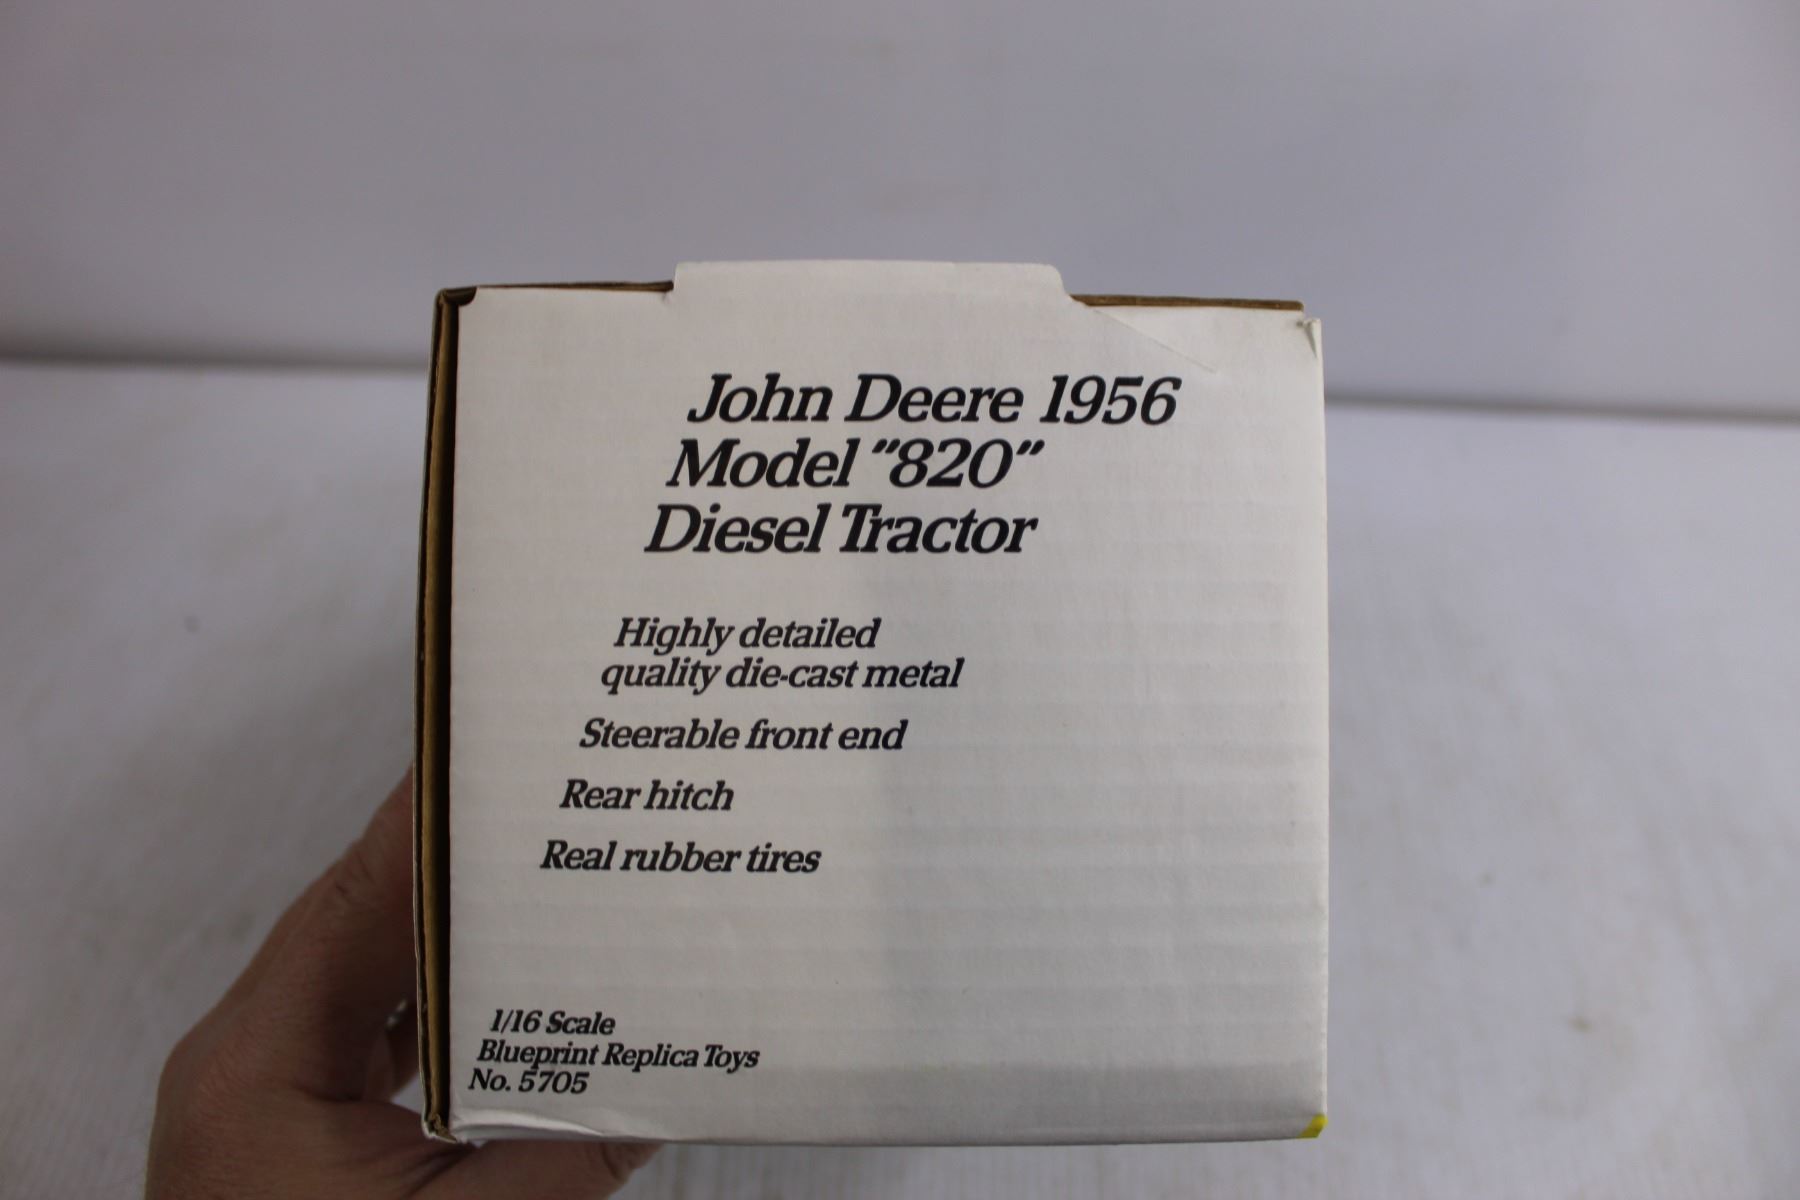 John Deere 1956
Model "820"
Diesel Tractor
Highly detailed
quality die-cast metal
Steerable front end
Rear hitch
Real rubber tires
1/16 Scale
Blueprint Replica Toys
No. 5705